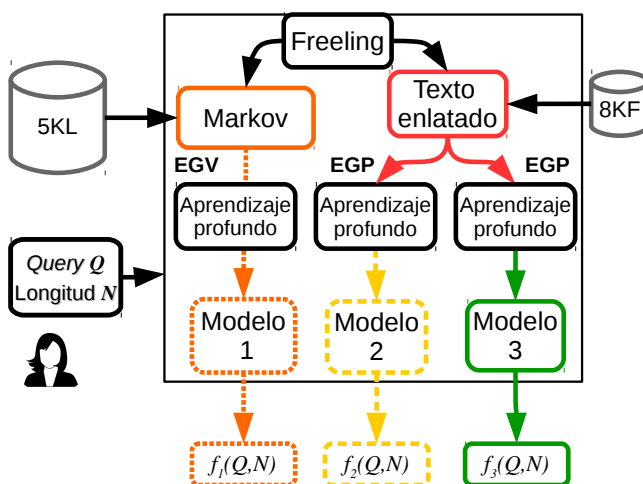 Freeling
5KL
Markov
Texto
enlatado
8KF
EGV
EGP
EGP
Aprendizaje
profundo
Aprendizaje
profundo
Aprendizaje
profundo
Query Q
Longitud N
Modelo
1
Modelo
2
Modelo
3
f₁(Q,N)
f₂(Q,N)
f₃(Q,N)